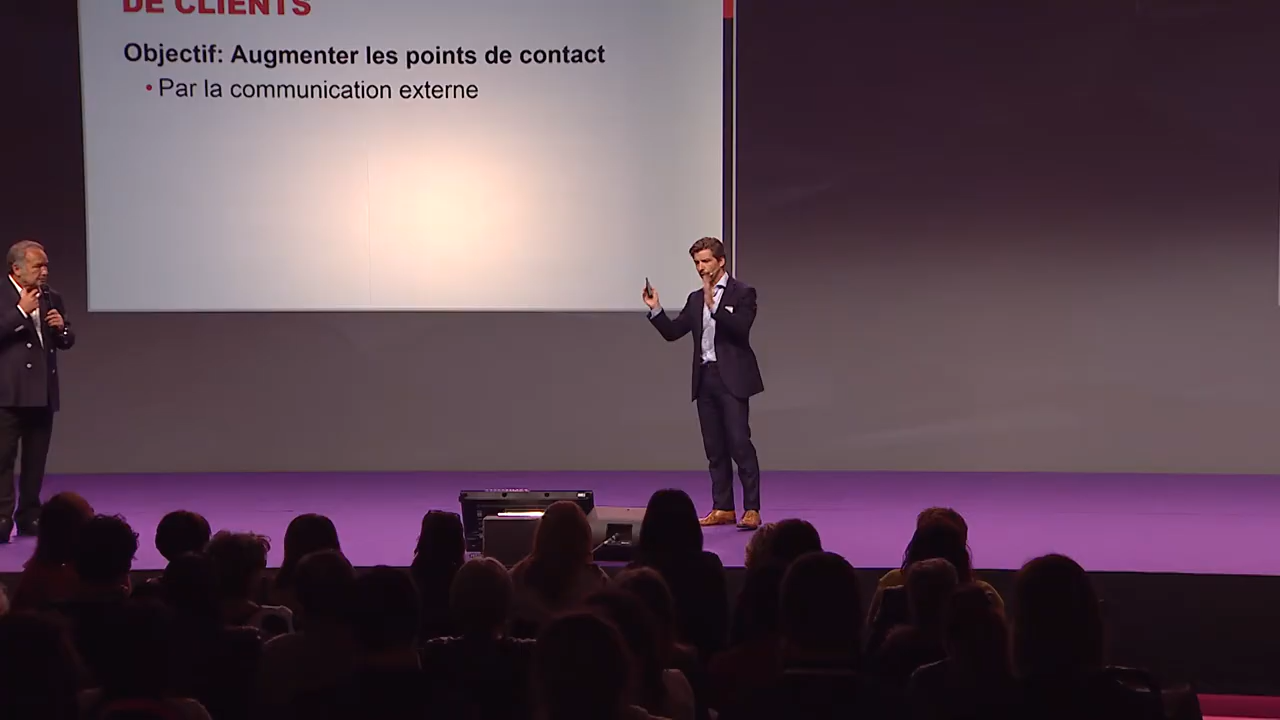 DE CLIENTS
Objectif: Augmenter les points de contact
• Par la communication externe